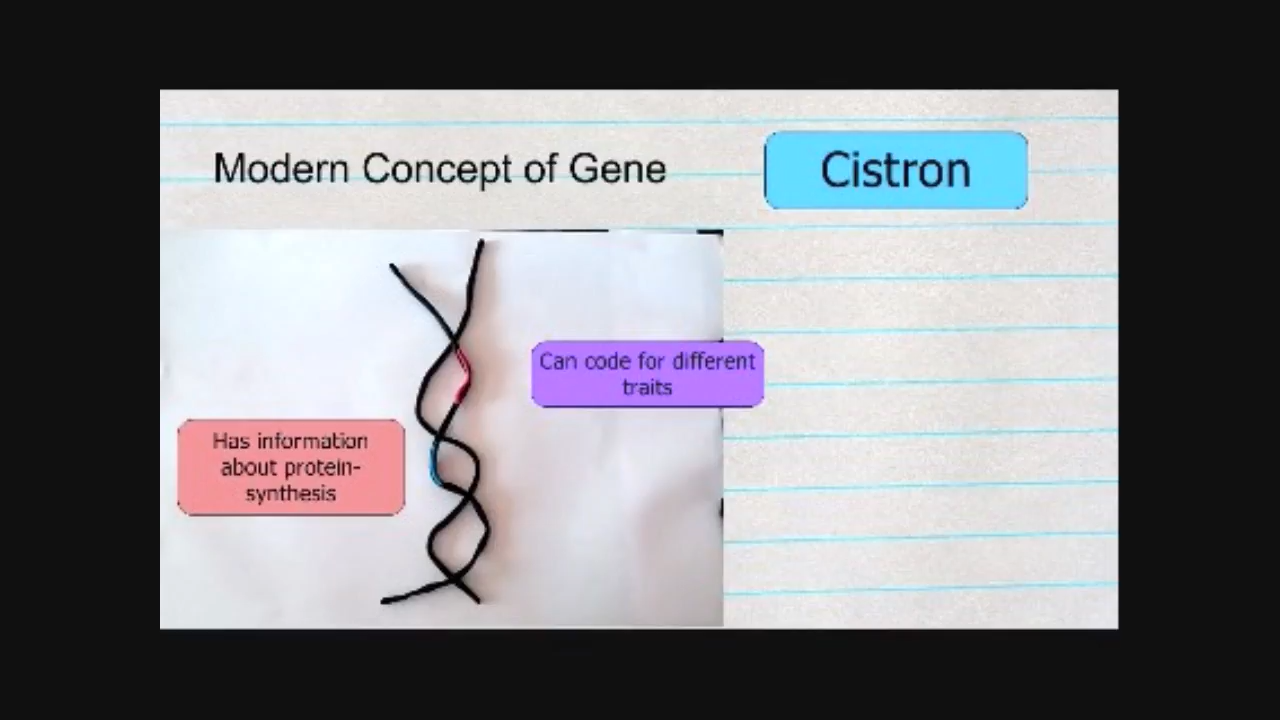 Modern Concept of Gene
Cistron
Can code for different
traits
Has information
about protein-
synthesis